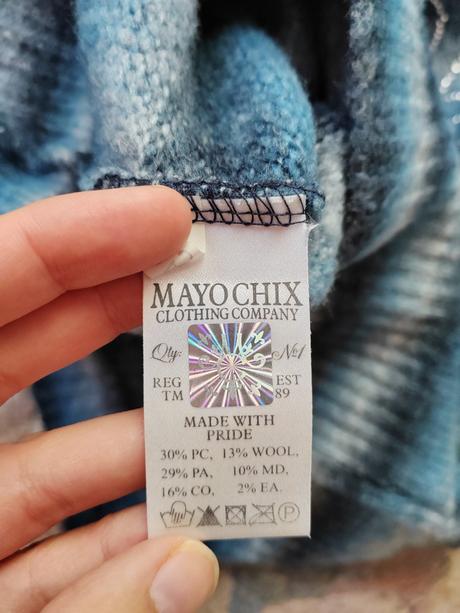 MAYO CHIX
CLOTHING COMPANY
Qly: №1
REG EST
TM 89
MADE WITH
PRIDE
30% PC, 13% WOOL,
29% PA, 10% MD,
16% CO, 2% EA.
P